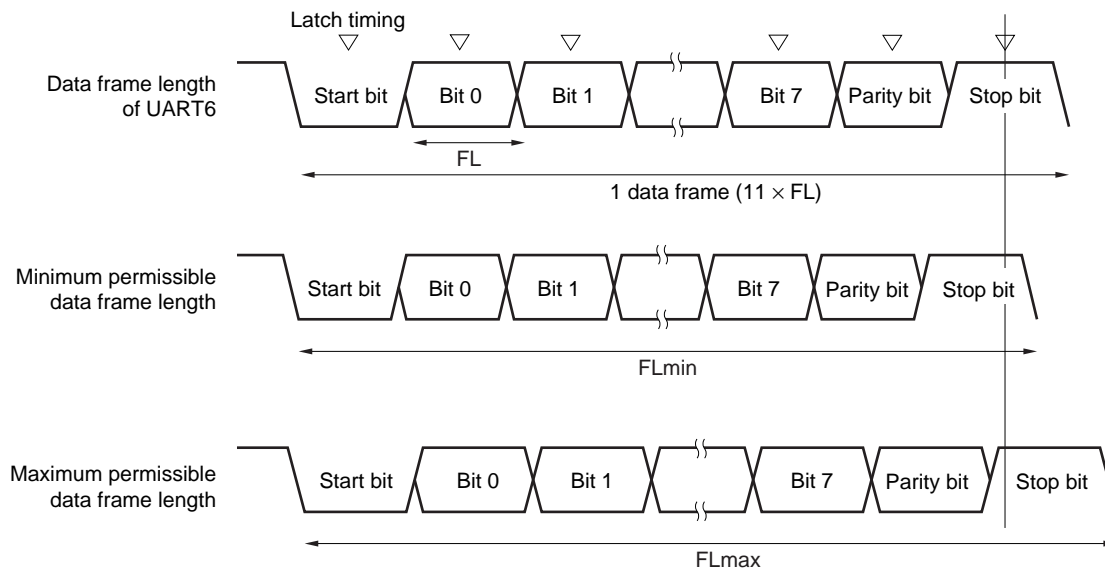 Latch timing
Data frame length
of UART6
Start bit
Bit 0
Bit 1
Bit 7
Parity bit
Stop bit
FL
1 data frame (11 × FL)
Minimum permissible
data frame length
Start bit
Bit 0
Bit 1
Bit 7
Parity bit
Stop bit
FLmin
Maximum permissible
data frame length
Start bit
Bit 0
Bit 1
Bit 7
Parity bit
Stop bit
FLmax